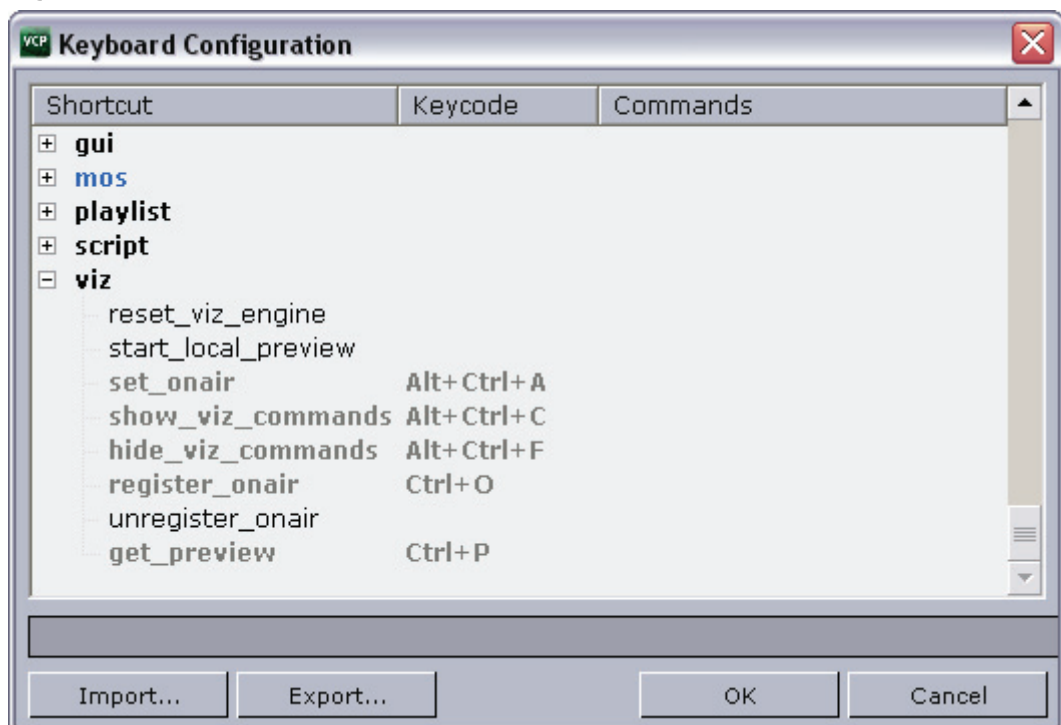 VCP Keyboard Configuration
Shortcut Keycode Commands
gui
mos
playlist
script
viz
reset_viz_engine
start_local_preview
set_onair Alt+Ctrl+A
show_viz_commands Alt+Ctrl+C
hide_viz_commands Alt+Ctrl+F
register_onair Ctrl+O
unregister_onair
get_preview Ctrl+P
Import... Export... OK Cancel